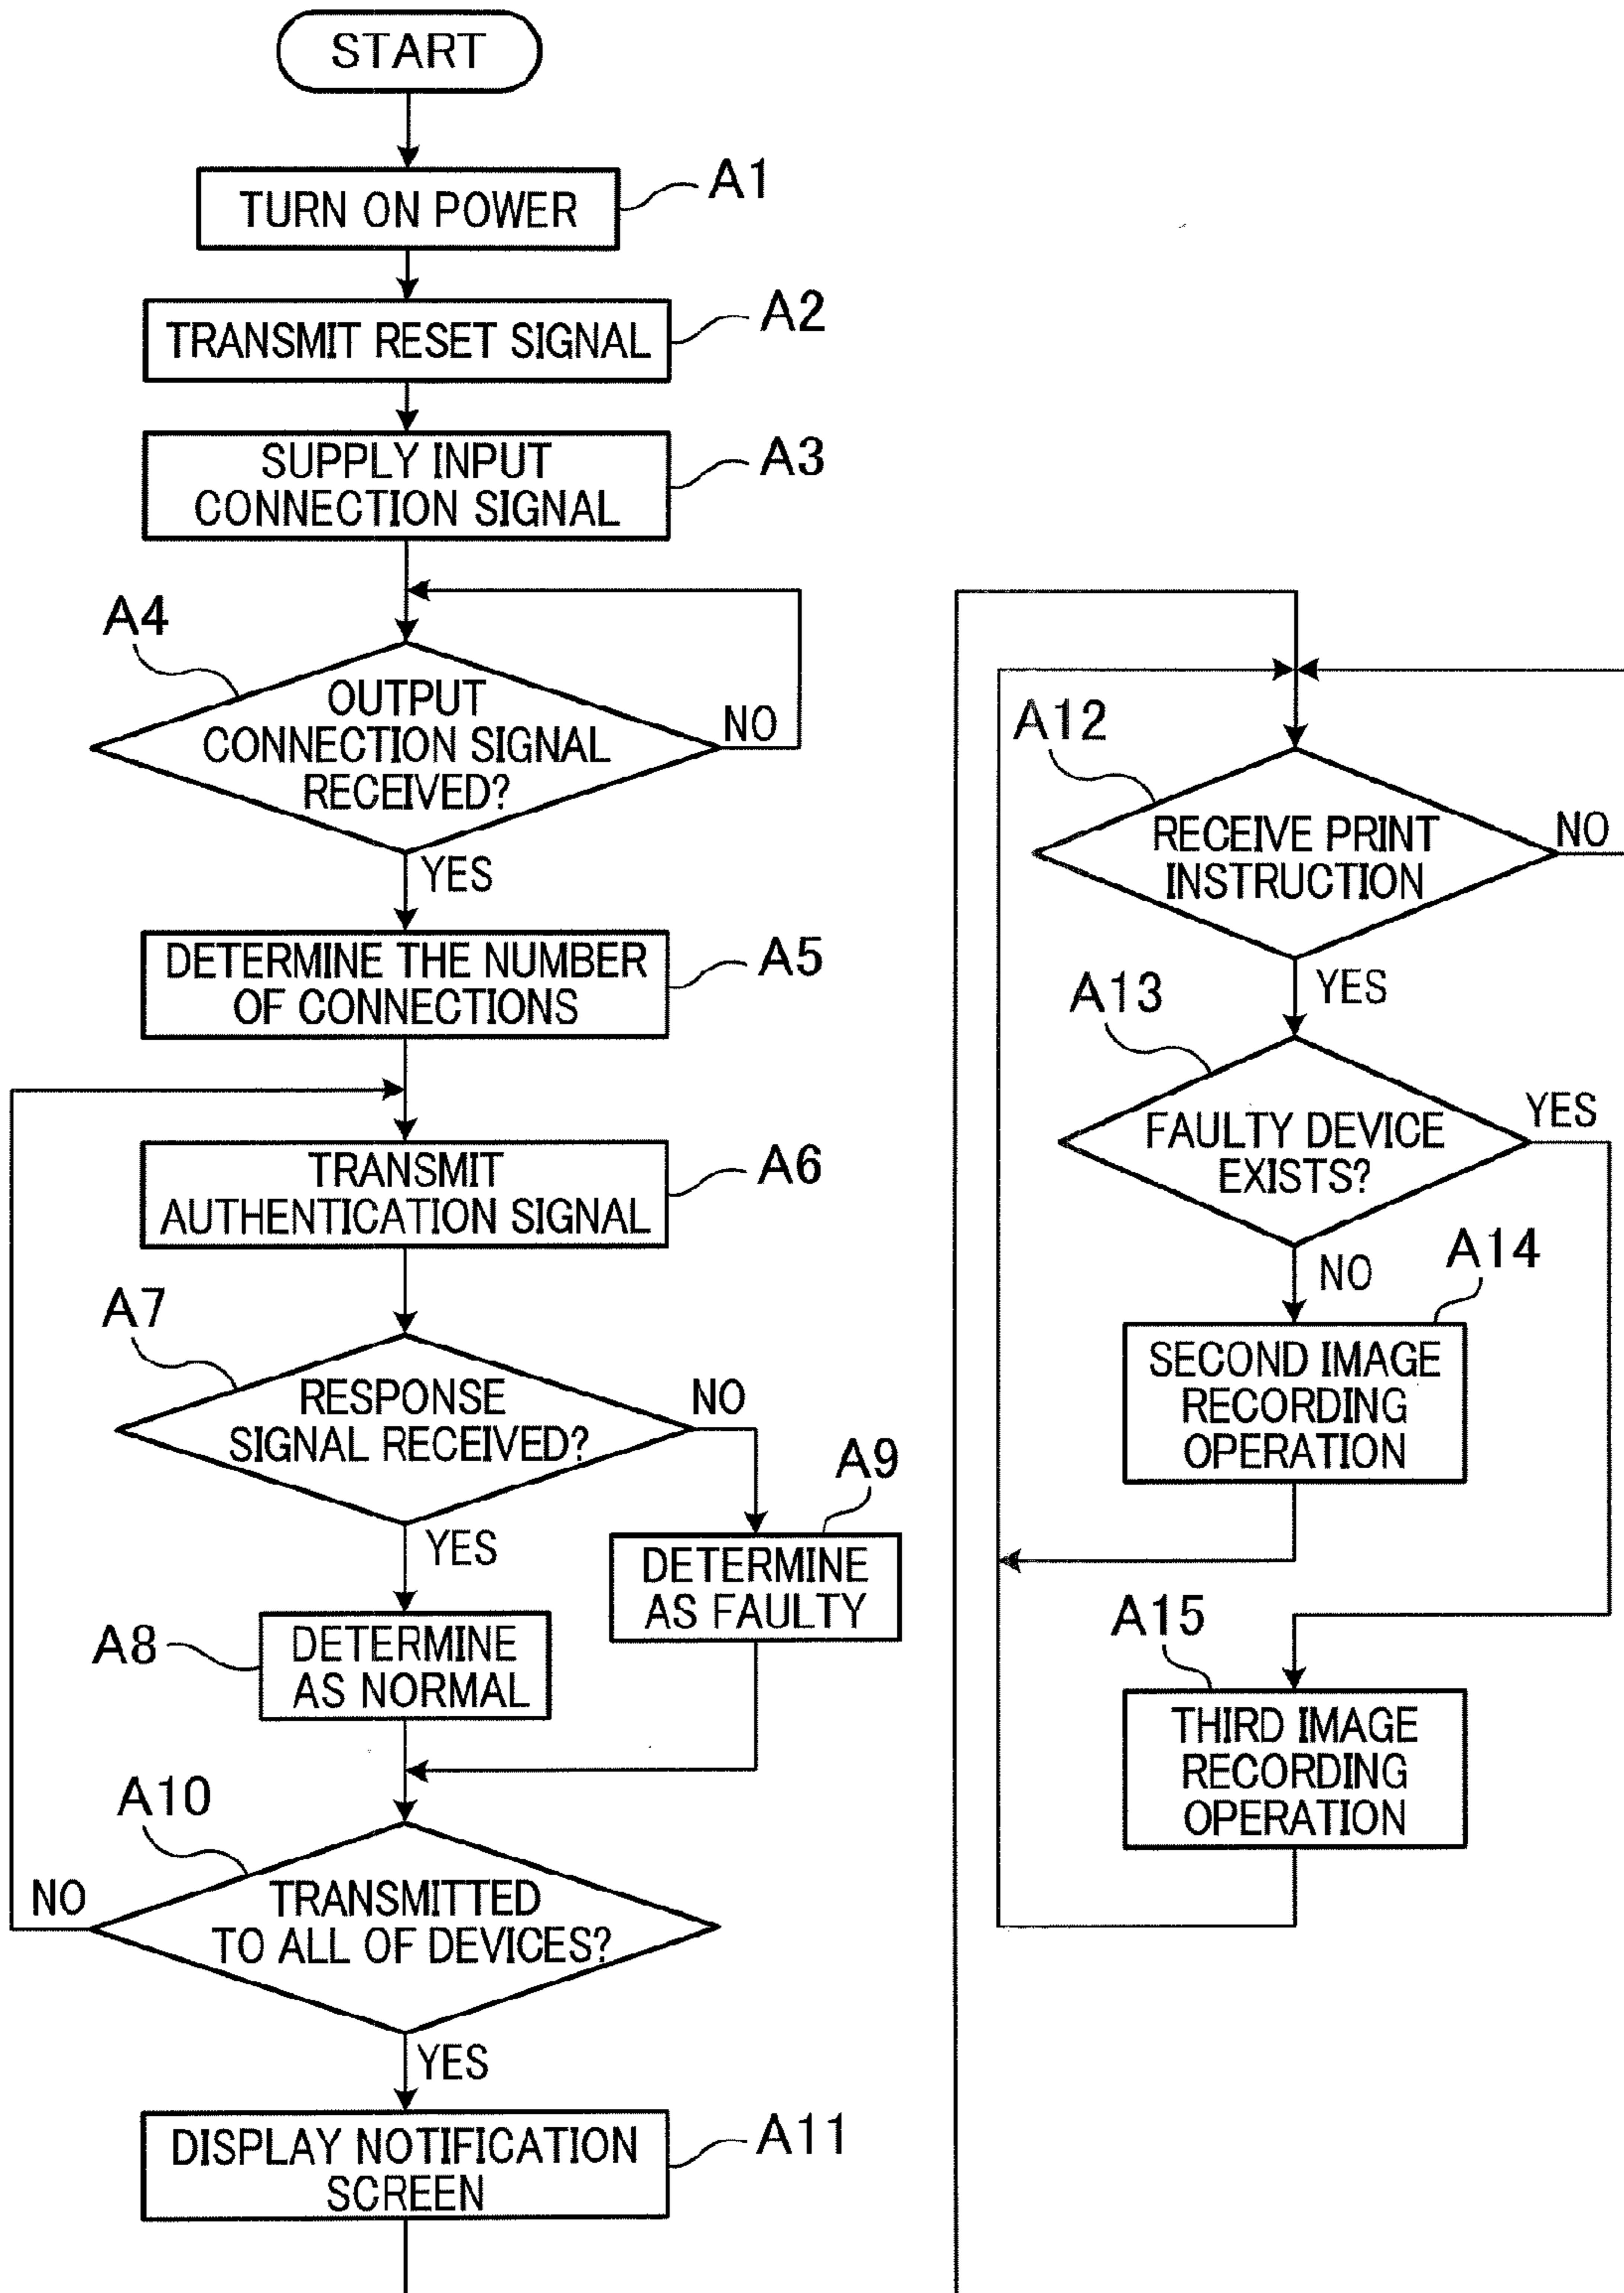 START
TURN ON POWER
A1
TRANSMIT RESET SIGNAL
A2
SUPPLY INPUT
CONNECTION SIGNAL
A3
A4
OUTPUT
CONNECTION SIGNAL
RECEIVED?
NO
YES
DETERMINE THE NUMBER
OF CONNECTIONS
A5
TRANSMIT
AUTHENTICATION SIGNAL
A6
A7
RESPONSE
SIGNAL RECEIVED?
NO
YES
A9
DETERMINE
AS FAULTY
A8
DETERMINE
AS NORMAL
A10
TRANSMITTED
TO ALL OF DEVICES?
NO
YES
DISPLAY NOTIFICATION
SCREEN
A11
A12
RECEIVE PRINT
INSTRUCTION
NO
YES
A13
FAULTY DEVICE
EXISTS?
YES
NO
A14
SECOND IMAGE
RECORDING
OPERATION
A15
THIRD IMAGE
RECORDING
OPERATION